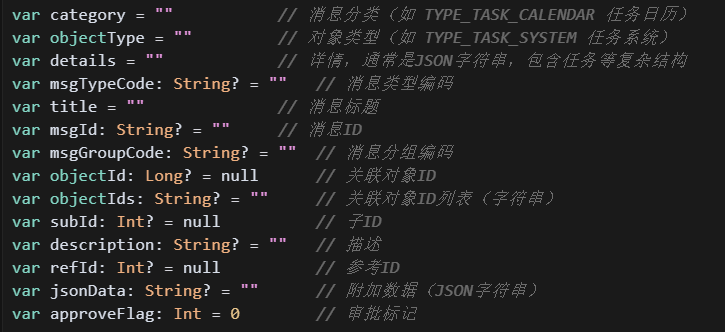 var category = ""           // 消息分类（如 TYPE_TASK_CALENDAR 任务日历）
var objectType = ""         // 对象类型（如 TYPE_TASK_SYSTEM 任务系统）
var details = ""            // 详情，通常是JSON字符串，包含任务等复杂结构
var msgTypeCode: String? = ""   // 消息类型编码
var title = ""              // 消息标题
var msgId: String? = ""     // 消息ID
var msgGroupCode: String? = ""  // 消息分组编码
var objectId: Long? = null      // 关联对象ID
var objectIds: String? = ""     // 关联对象ID列表（字符串）
var subId: Int? = null          // 子ID
var description: String? = ""   // 描述
var refId: Int? = null          // 参考ID
var jsonData: String? = ""      // 附加数据（JSON字符串）
var approveFlag: Int = 0        // 审批标记